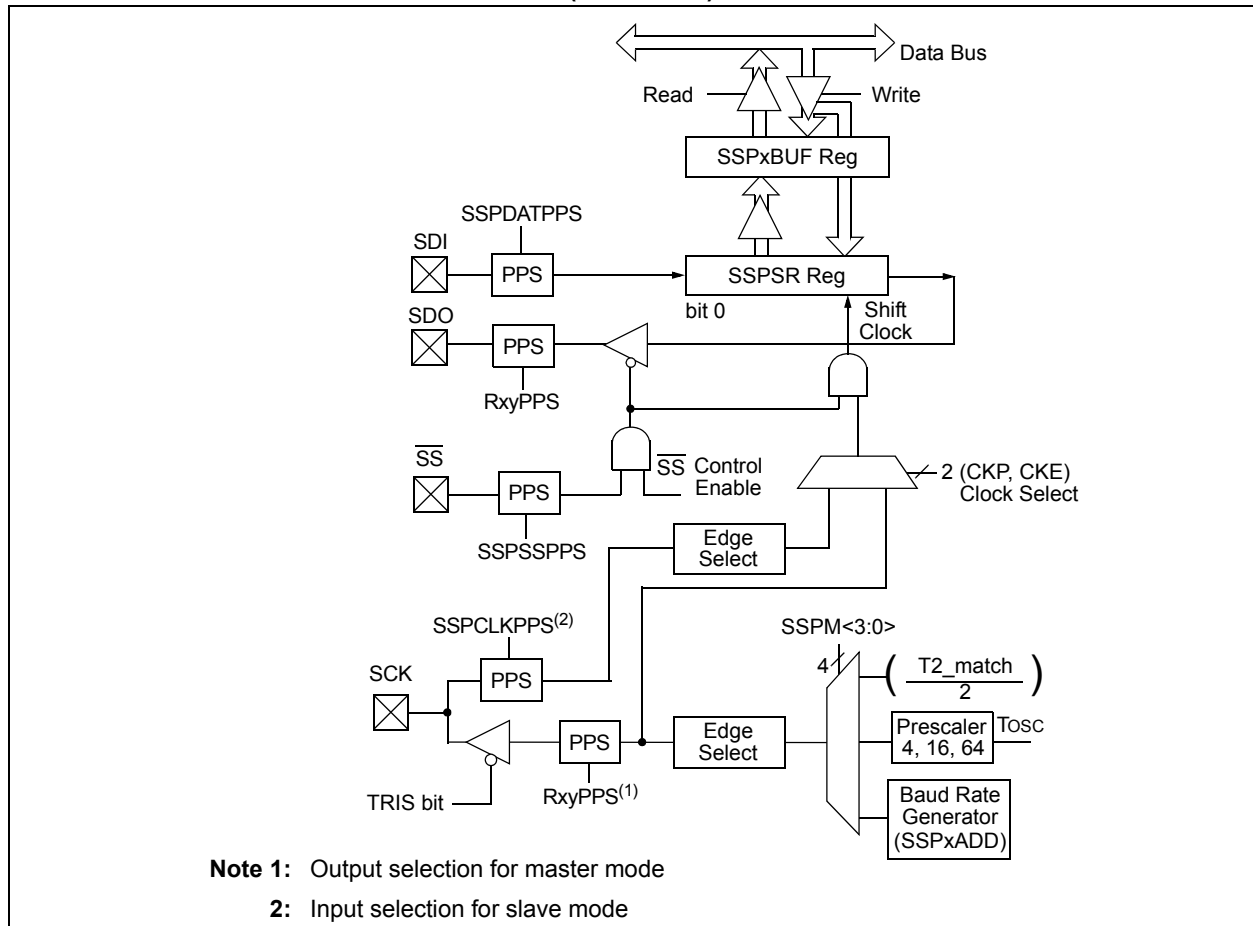 Data Bus
Read
Write
SSPxBUF Reg
SSPDATPPS
SDI
PPS
SSPSR Reg
bit 0
Shift
Clock
SDO
PPS
RxyPPS
SS
PPS
SSPSSPPS
SS Control
Enable
2 (CKP, CKE)
Clock Select
Edge
Select
SSPCLKPPS(2)
SCK
PPS
SSPM<3:0>
4
( T2_match
2 )
Prescaler
4, 16, 64
TOSC
Edge
Select
PPS
RxyPPS(1)
TRIS bit
Baud Rate
Generator
(SSPxADD)
Note 1: Output selection for master mode
2: Input selection for slave mode